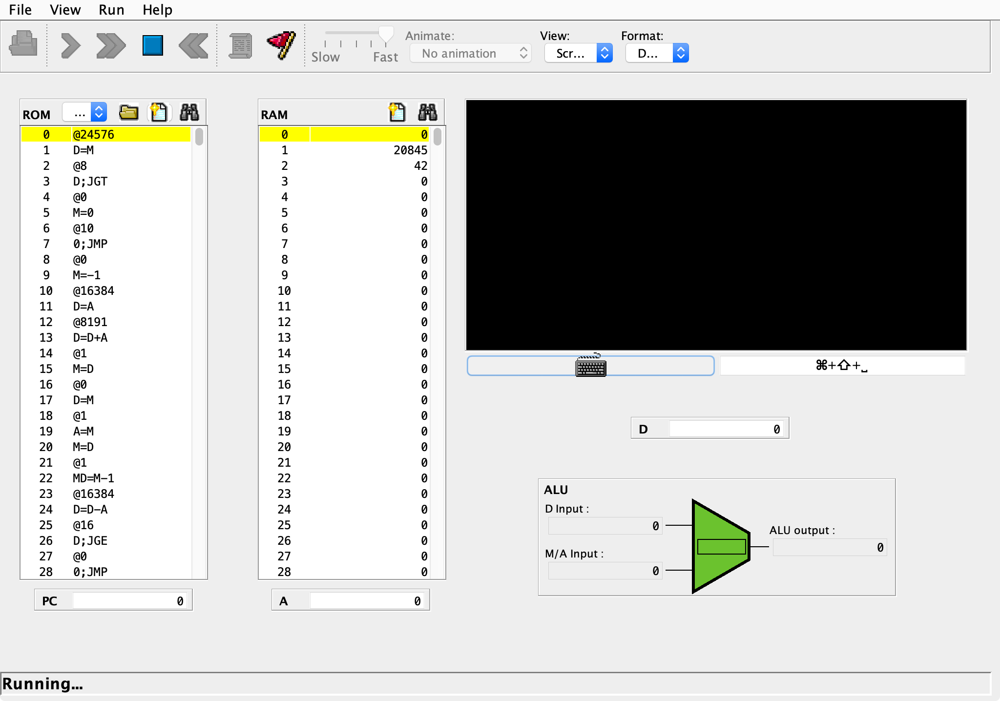 File View Run Help
Slow Fast
Animate:
No animation
View:
Scr...
Format:
D...
ROM ...
0 @24576
1 D=M
2 @8
3 D;JGT
4 @0
5 M=0
6 @10
7 0;JMP
8 @0
9 M=-1
10 @16384
11 D=A
12 @8191
13 D=D+A
14 @1
15 M=D
16 @0
17 D=M
18 @1
19 A=M
20 M=D
21 @1
22 MD=M-1
23 @16384
24 D=D-A
25 @16
26 D;JGE
27 @0
28 0;JMP
PC 0
RAM
0 0
1 20845
2 42
3 0
4 0
5 0
6 0
7 0
8 0
9 0
10 0
11 0
12 0
13 0
14 0
15 0
16 0
17 0
18 0
19 0
20 0
21 0
22 0
23 0
24 0
25 0
26 0
27 0
28 0
A 0
⌘+⇧+␣
D 0
ALU
D Input :
0
M/A Input :
0
ALU output :
0
Running...